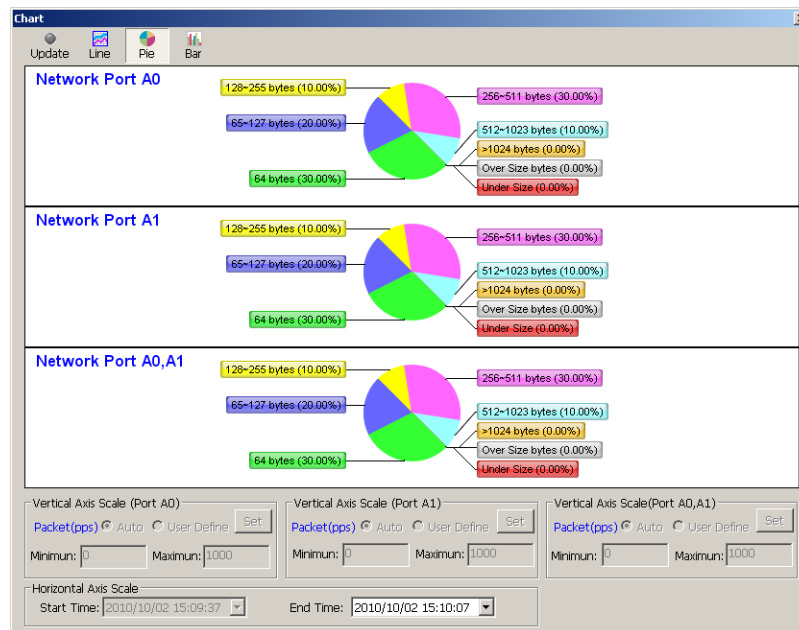 Chart
Update Line Pie Bar
Network Port A0
128~255 bytes (10.00%)
256~511 bytes (30.00%)
65~127 bytes (20.00%)
512~1023 bytes (10.00%)
>1024 bytes (0.00%)
Over Size bytes (0.00%)
64 bytes (30.00%)
Under Size (0.00%)
Network Port A1
128~255 bytes (10.00%)
256~511 bytes (30.00%)
65~127 bytes (20.00%)
512~1023 bytes (10.00%)
>1024 bytes (0.00%)
Over Size bytes (0.00%)
64 bytes (30.00%)
Under Size (0.00%)
Network Port A0,A1
128~255 bytes (10.00%)
256~511 bytes (30.00%)
65~127 bytes (20.00%)
512~1023 bytes (10.00%)
>1024 bytes (0.00%)
Over Size bytes (0.00%)
64 bytes (30.00%)
Under Size (0.00%)
Vertical Axis Scale (Port A0)
Packet(pps) Auto User Define Set
Minimun: 0 Maximun: 1000
Vertical Axis Scale (Port A1)
Packet(pps) Auto User Define Set
Minimun: 0 Maximun: 1000
Vertical Axis Scale(Port A0,A1)
Packet(pps) Auto User Define Set
Minimun: 0 Maximun: 1000
Horizontal Axis Scale
Start Time: 2010/10/02 15:09:37 End Time: 2010/10/02 15:10:07